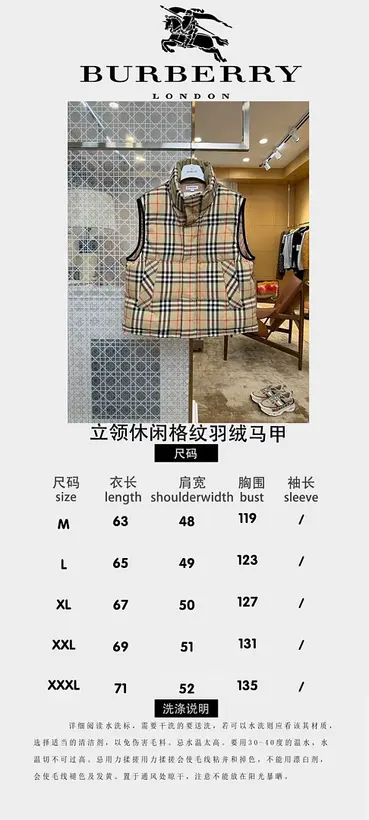 BURBERRY
LONDON
立领休闲格纹羽绒马甲
尺码
尺码 衣长 肩宽 胸围 袖长
size length shoulderwidth bust sleeve
M 63 48 119 /
L 65 49 123 /
XL 67 50 127 /
XXL 69 51 131 /
XXXL 71 52 135 /
洗涤说明
详细阅读水洗标，需要干洗的要送洗，若可以水洗则应看该其材质，
选择适当的清洁剂，以免伤害毛料。忌水温太高，要用30-40度的温水，水
温切不可过高。忌用力揉搓用力揉搓会使毛线粘并和掉色。不能用漂白剂，
会使毛线褪色及发黄。置于通风处晾干，注意不能放在阳光暴晒。